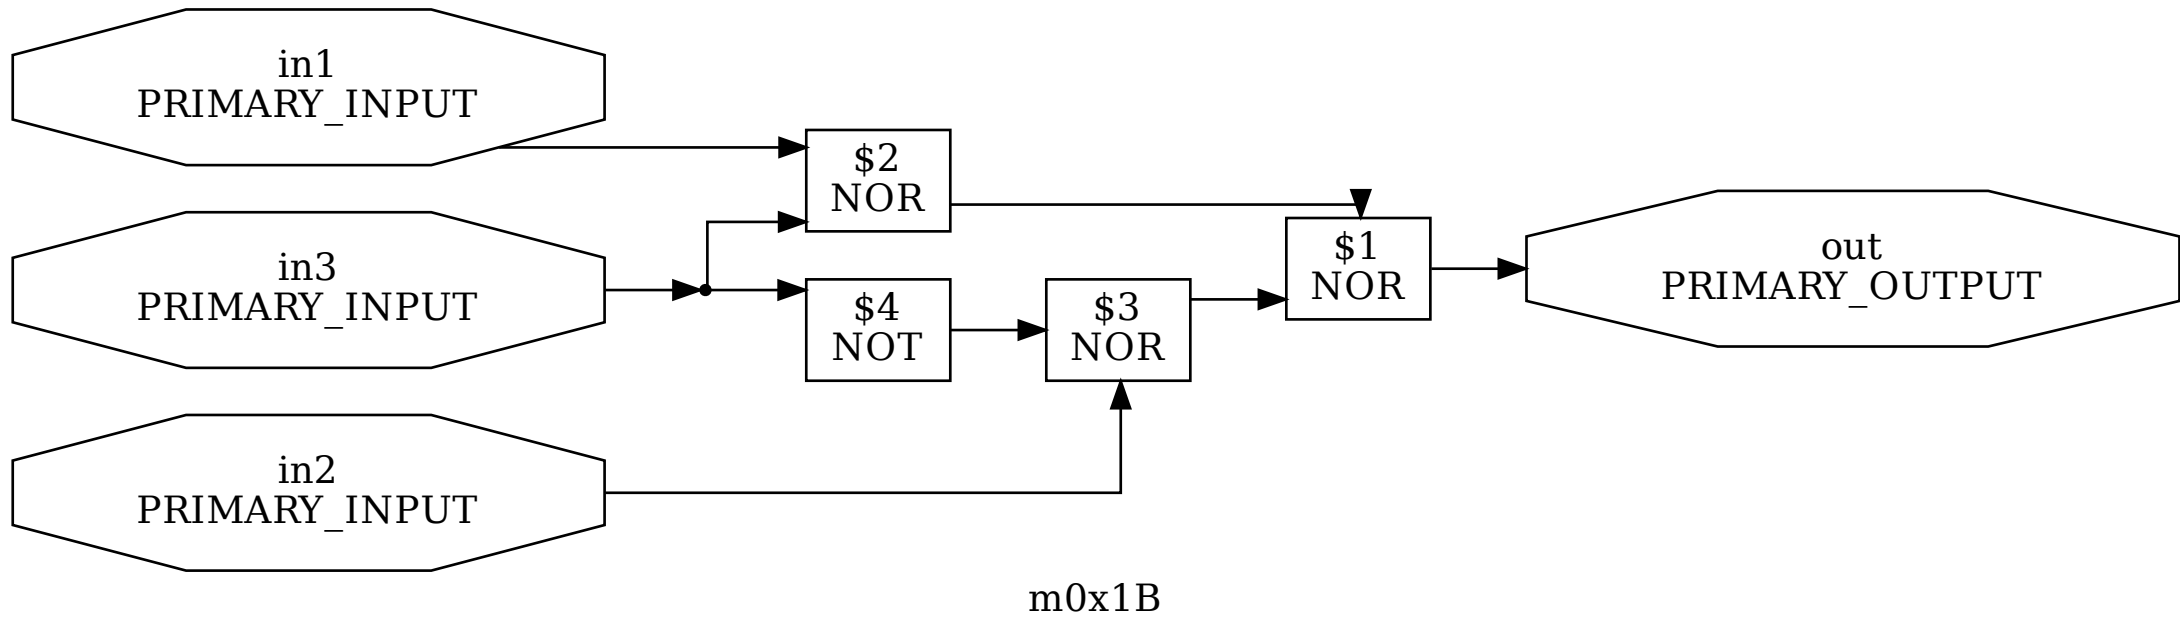 in1
PRIMARY_INPUT
in3
PRIMARY_INPUT
in2
PRIMARY_INPUT
$2
NOR
$4
NOT
$3
NOR
$1
NOR
out
PRIMARY_OUTPUT
m0x1B